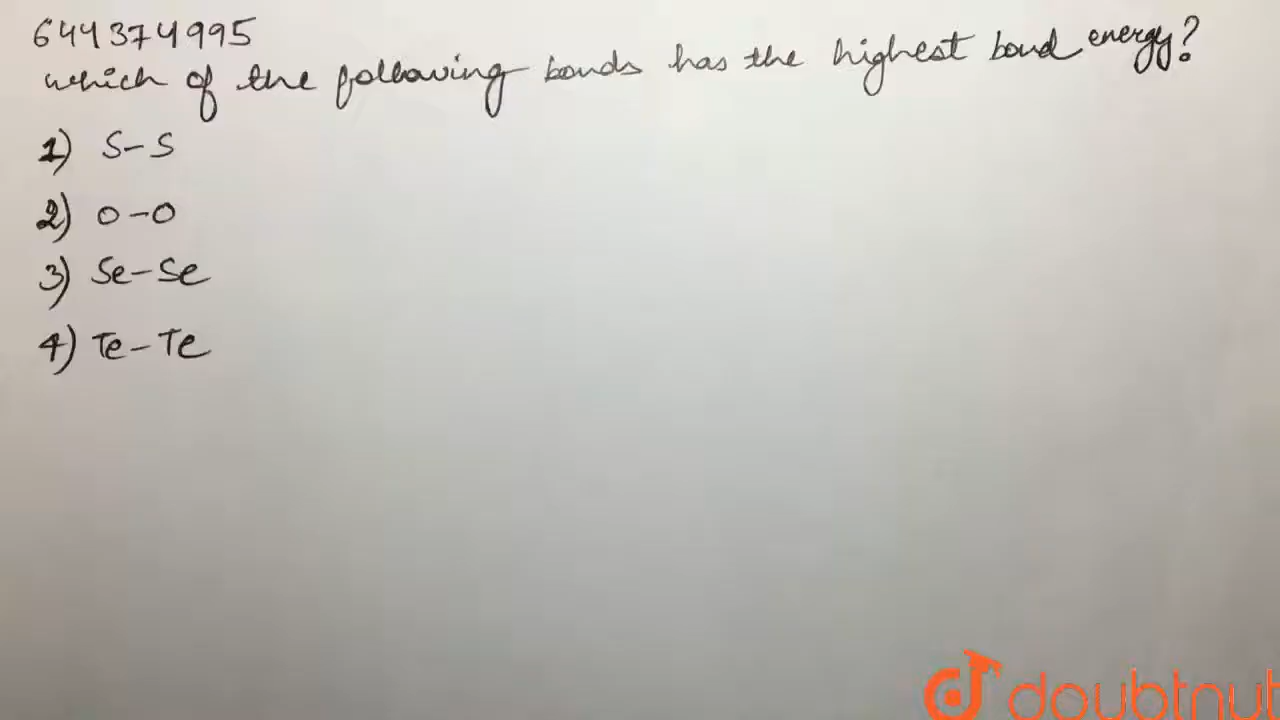 644374995
which of the following bonds has the highest bond energy?
1) S-S
2) O-O
3) Se-Se
4) Te-Te
doubtnut